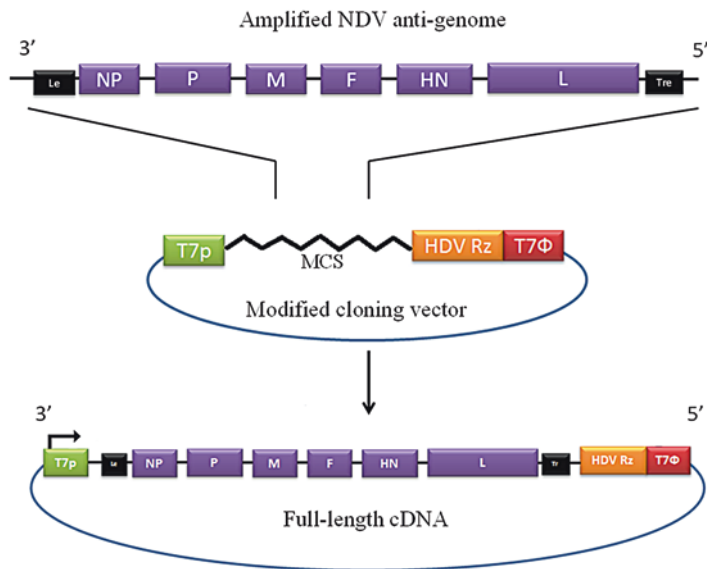 Amplified NDV anti-genome
3’ 5’
Le NP P M F HN L Tre
T7p MCS HDV Rz T7Φ
Modified cloning vector
3’ 5’
T7p Le NP P M F HN L Tr HDV Rz T7Φ
Full-length cDNA